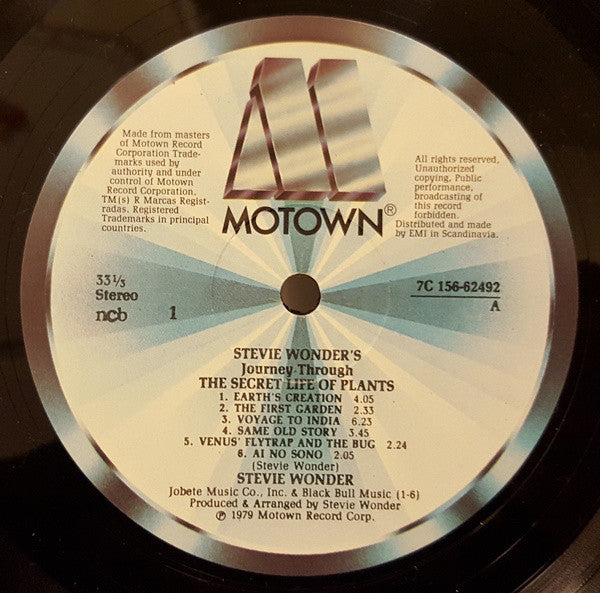 Made from masters
of Motown Record
Corporation Trade-
marks used by
authority and under
control of Motown
Record Corporation.
TM(s) R Marcas Regist-
radas. Registered
Trademarks in principal
countries.
MOTOWN®
All rights reserved,
Unauthorized
copying, Public
performance,
broadcasting of
this record
forbidden.
Distributed and made
by EMI in Scandinavia.
33 1/3
Stereo
ncb 1
7C 156-62492
A
STEVIE WONDER'S
Journey Through
THE SECRET LIFE OF PLANTS
1. EARTH'S CREATION 4.05
2. THE FIRST GARDEN 2.33
3. VOYAGE TO INDIA 6.23
4. SAME OLD STORY 3.45
5. VENUS' FLYTRAP AND THE BUG 2.24
6. AI NO SONO 2.05
(Stevie Wonder)
STEVIE WONDER
Jobete Music Co., Inc. & Black Bull Music (1-6)
Produced & Arranged by Stevie Wonder
℗ 1979 Motown Record Corp.